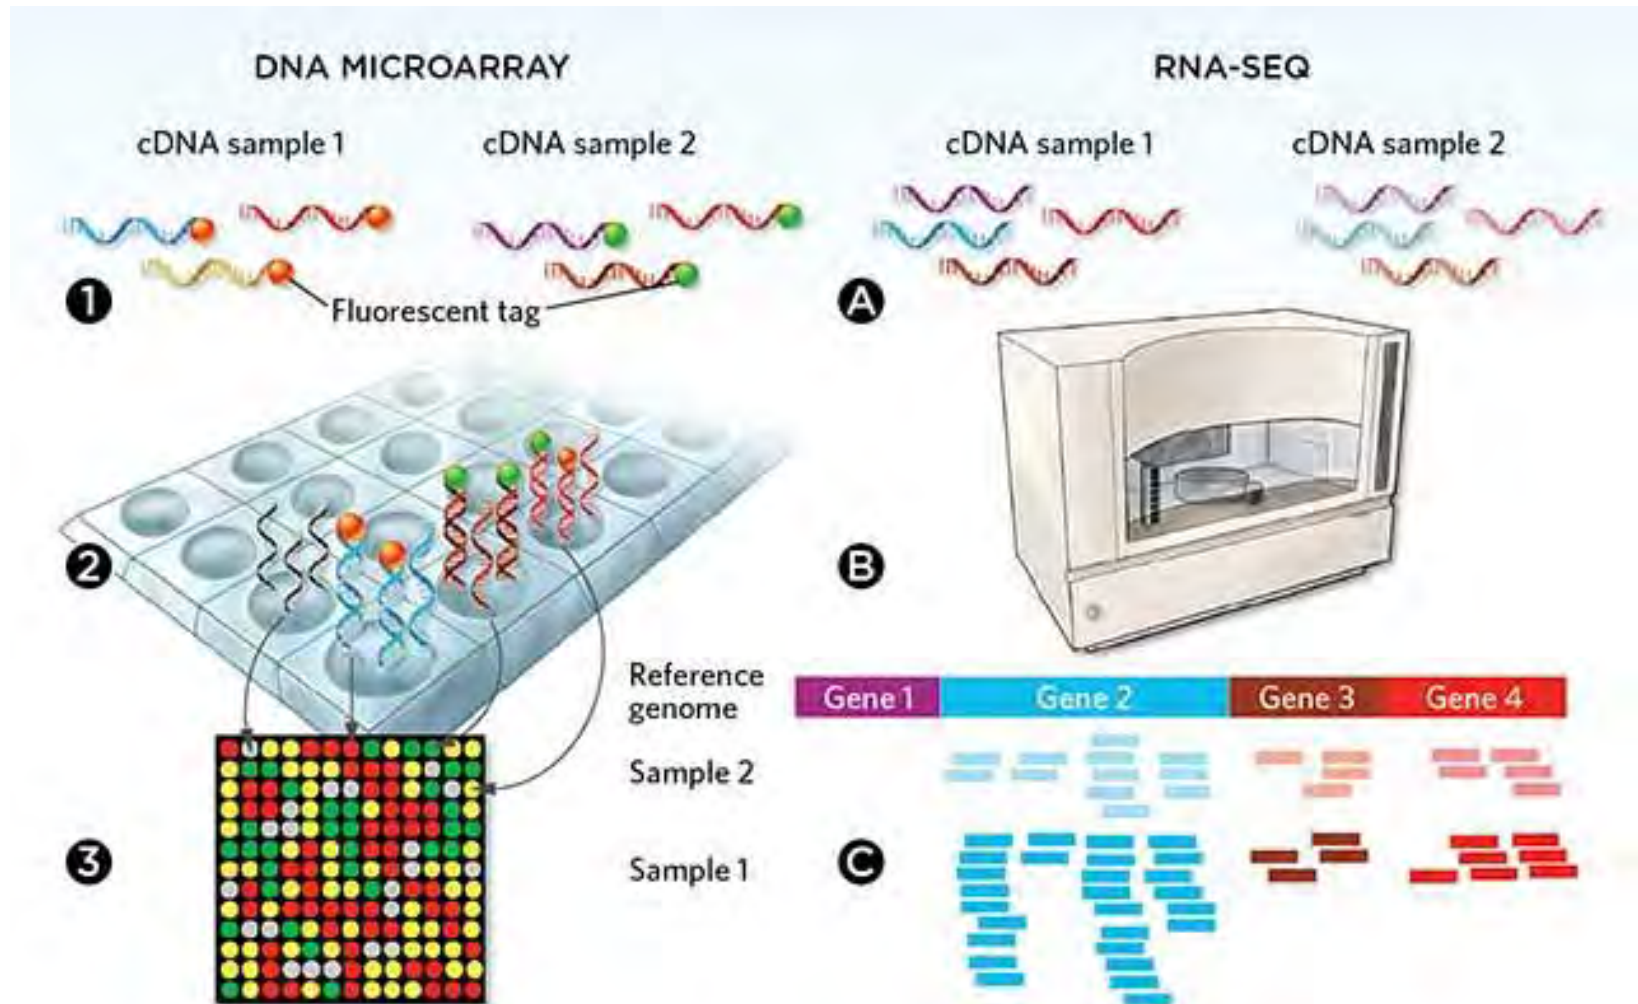 DNA MICROARRAY
cDNA sample 1
cDNA sample 2
Fluorescent tag
1
2
3
RNA-SEQ
cDNA sample 1
cDNA sample 2
A
B
Reference
genome
Gene 1
Gene 2
Gene 3
Gene 4
Sample 2
Sample 1
C